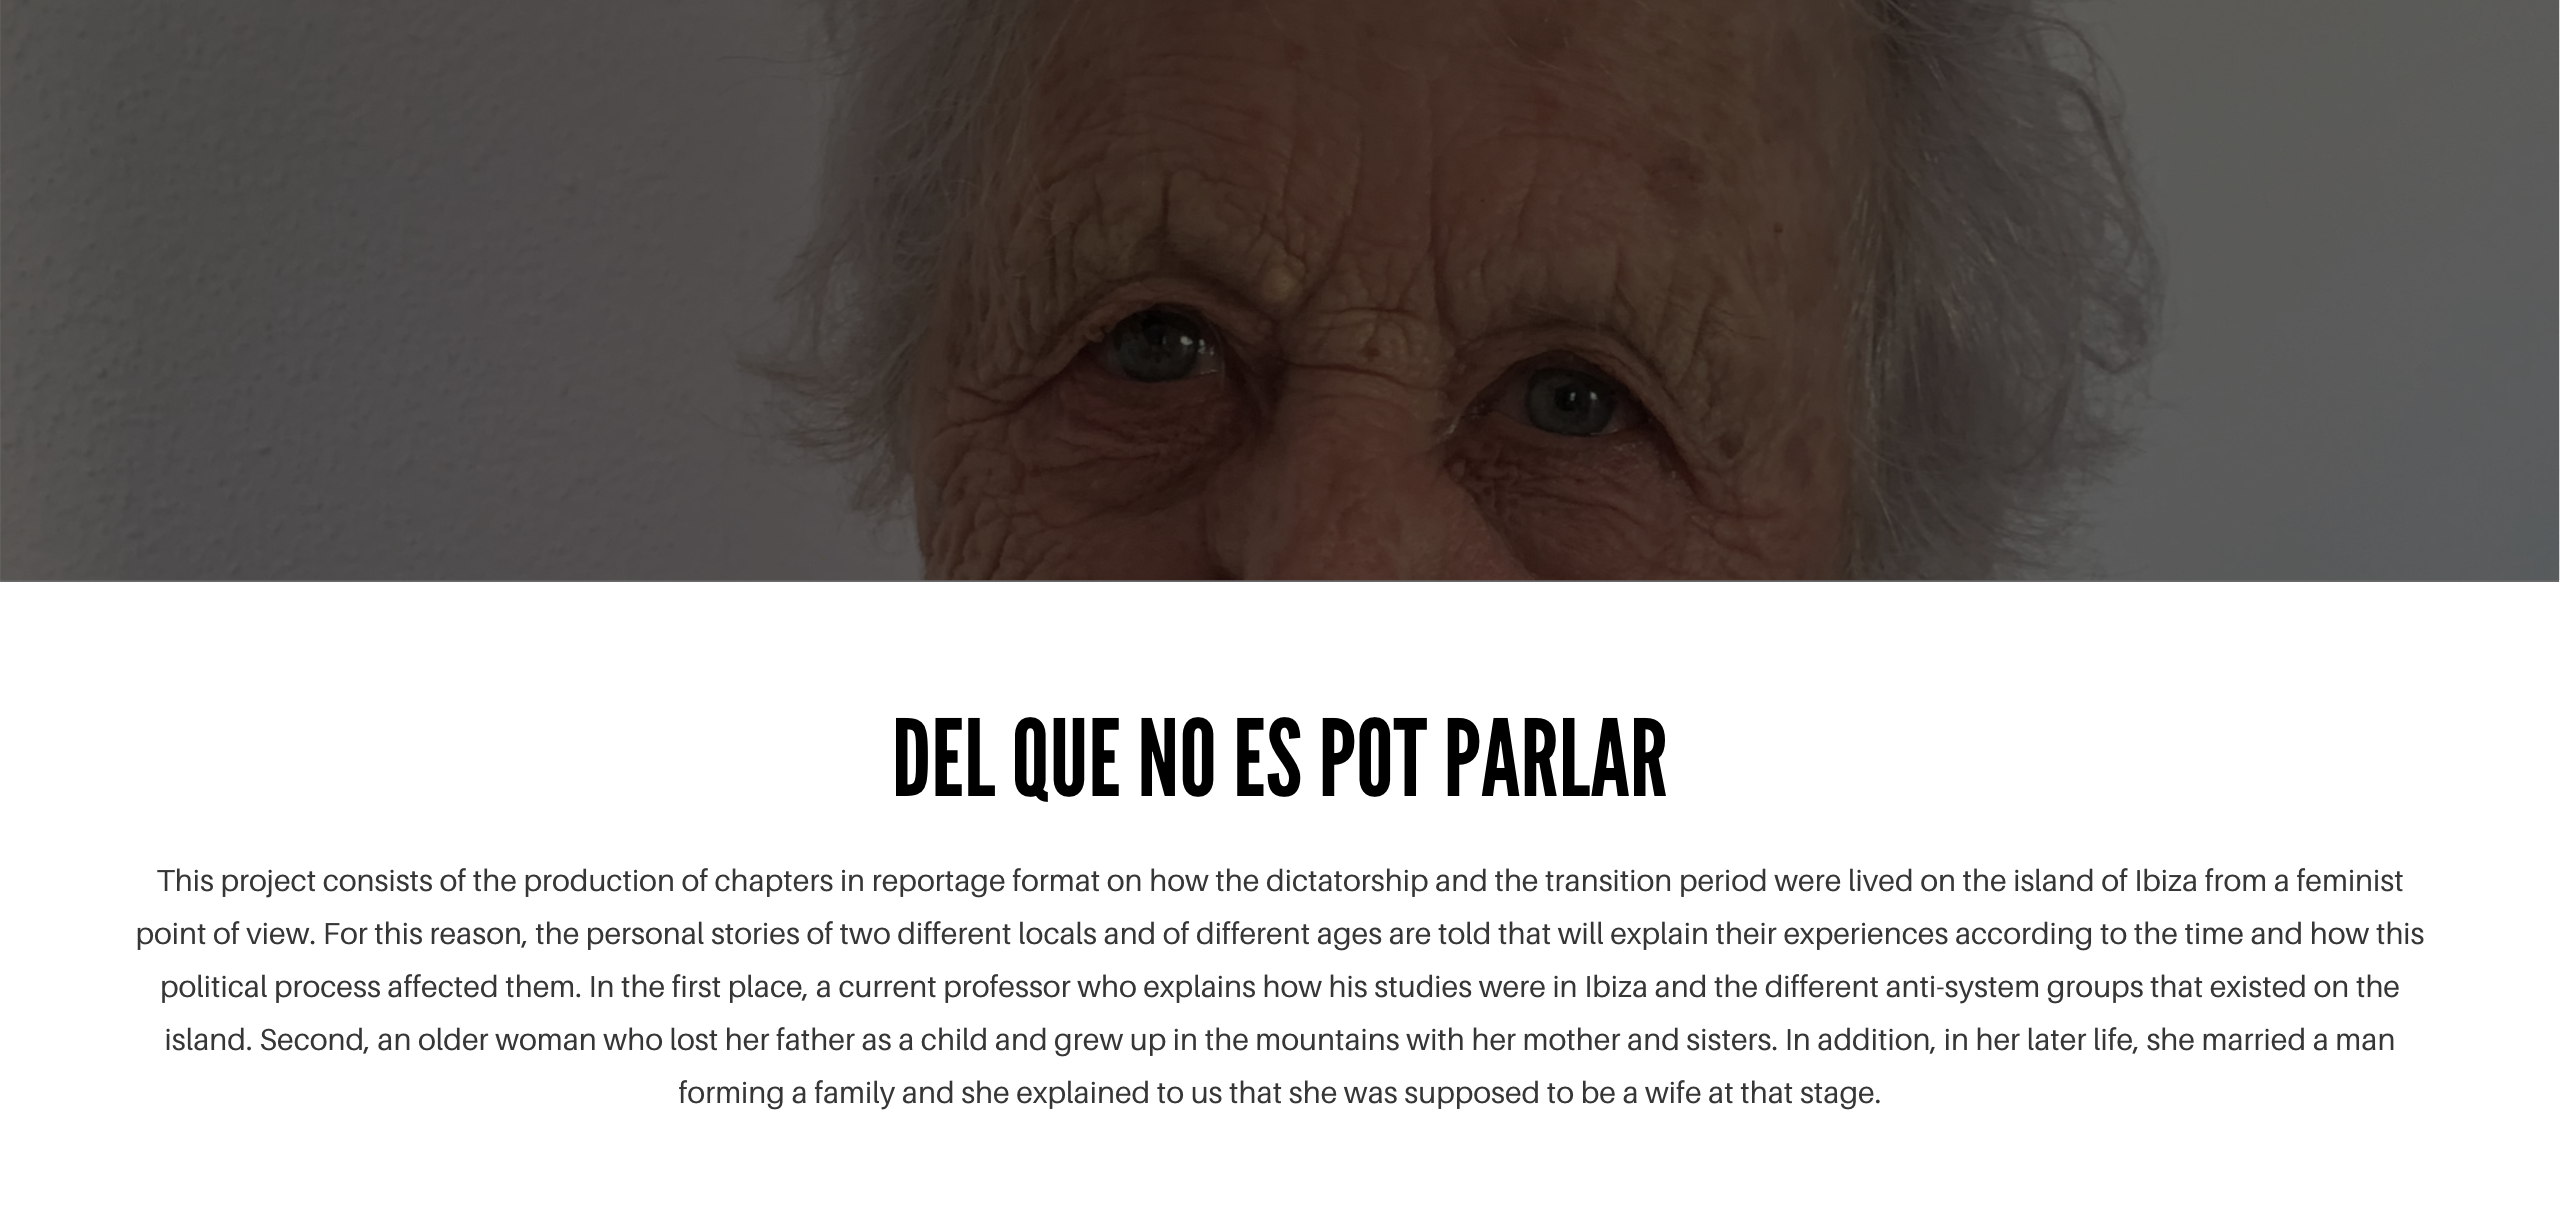 DEL QUE NO ES POT PARLAR
This project consists of the production of chapters in reportage format on how the dictatorship and the transition period were lived on the island of Ibiza from a feminist
point of view. For this reason, the personal stories of two different locals and of different ages are told that will explain their experiences according to the time and how this
political process affected them. In the first place, a current professor who explains how his studies were in Ibiza and the different anti-system groups that existed on the
island. Second, an older woman who lost her father as a child and grew up in the mountains with her mother and sisters. In addition, in her later life, she married a man
forming a family and she explained to us that she was supposed to be a wife at that stage.